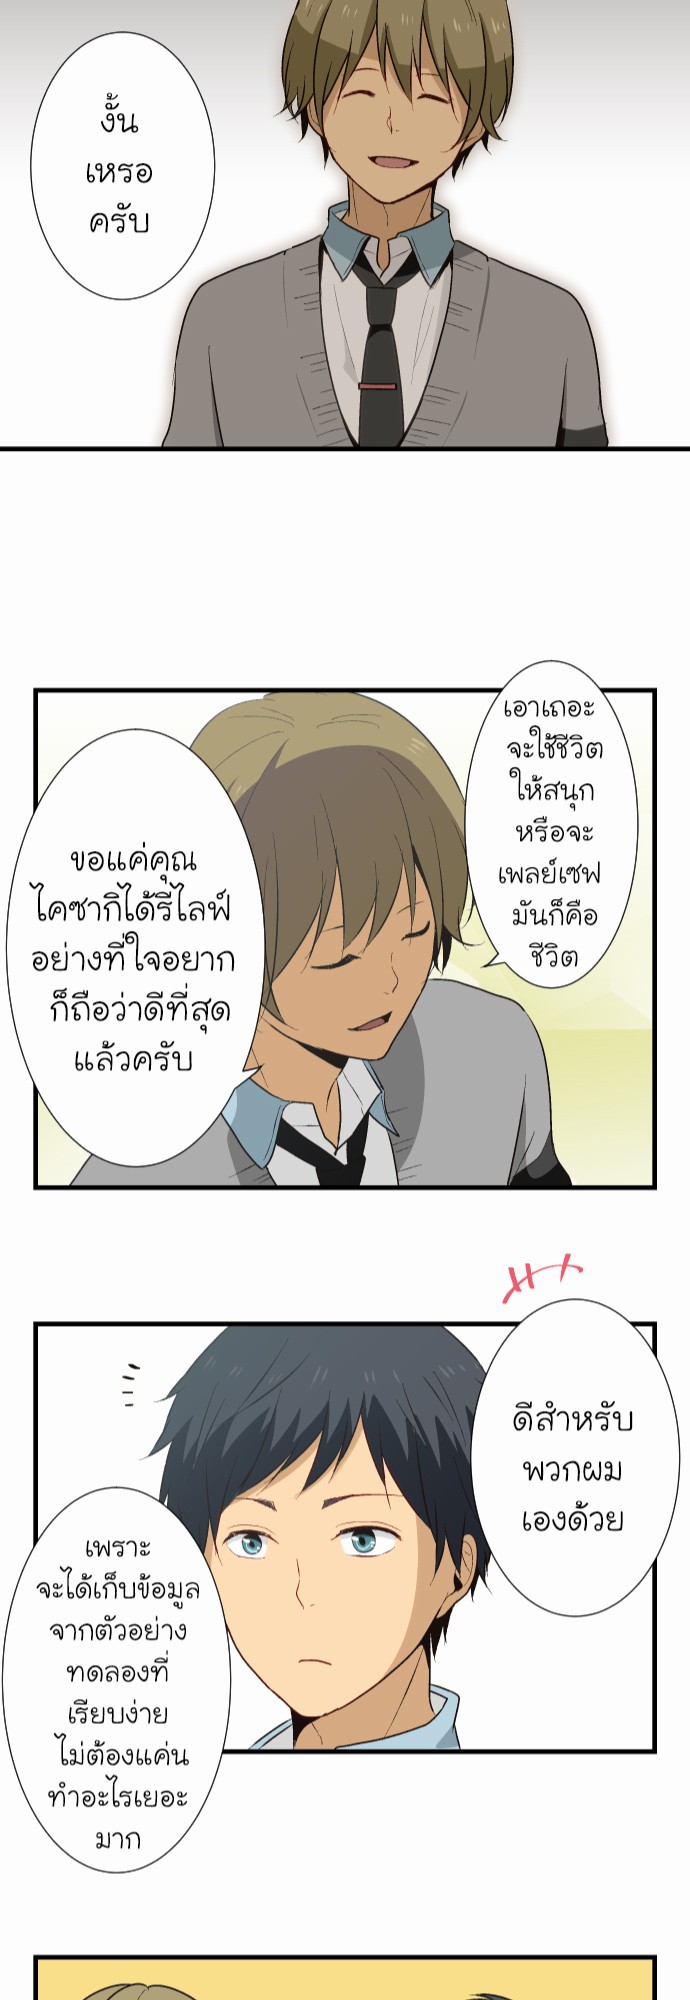 งั้น
เหรอ
ครับ
เอาเถอะ
จะใช้ชีวิต
ให้สนุก
หรือจะ
เพลย์เซฟ
มันก็คือ
ชีวิต
ขอแค่คุณ
ไคซากิได้รีไลฟ์
อย่างที่ใจอยาก
ก็ถือว่าดีที่สุด
แล้วครับ
ดีสำหรับ
พวกผม
เองด้วย
เพราะ
จะได้เก็บข้อมูล
จากตัวอย่าง
ทดลองที่
เรียบง่าย
ไม่ต้องแค่น
ทำอะไรเยอะ
มาก